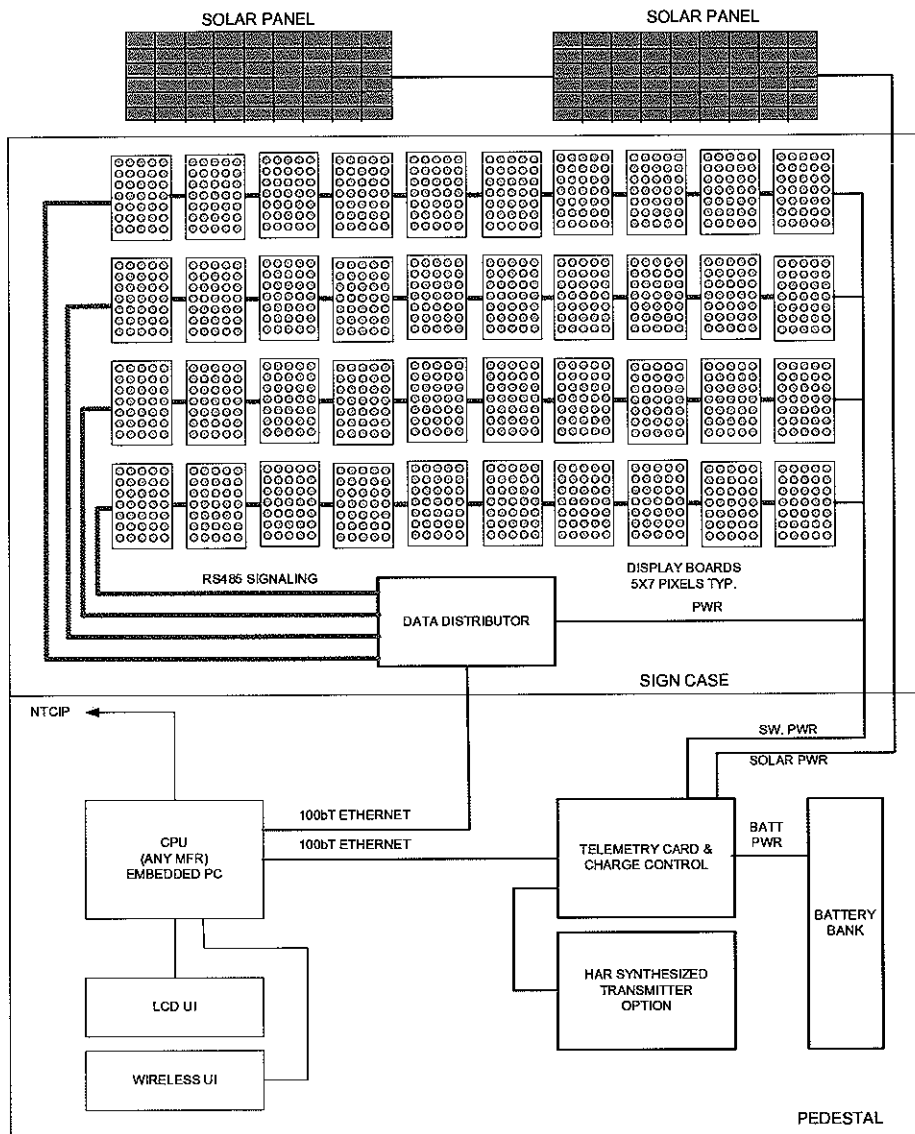 SOLAR PANEL
SOLAR PANEL
RS485 SIGNALING
DISPLAY BOARDS
5X7 PIXELS TYP.
DATA DISTRIBUTOR
PWR
SIGN CASE
NTCIP
SW. PWR
SOLAR PWR
100bT ETHERNET
100bT ETHERNET
CPU
(ANY MFR)
EMBEDDED PC
TELEMETRY CARD &
CHARGE CONTROL
BATT
PWR
BATTERY
BANK
HAR SYNTHESIZED
TRANSMITTER
OPTION
LCD UI
WIRELESS UI
PEDESTAL